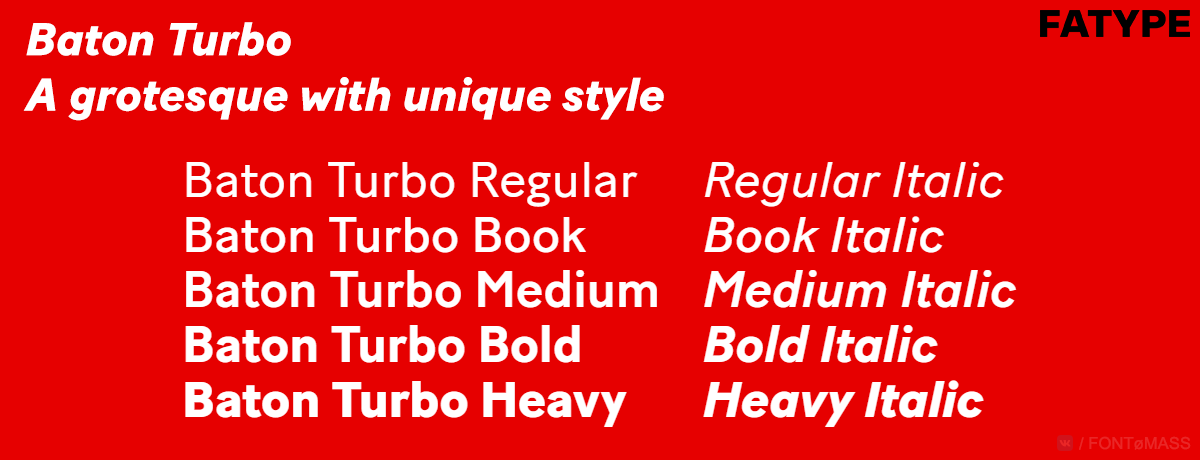 Baton Turbo
A grotesque with unique style
FATYPE
Baton Turbo Regular
Regular Italic
Baton Turbo Book
Book Italic
Baton Turbo Medium
Medium Italic
Baton Turbo Bold
Bold Italic
Baton Turbo Heavy
Heavy Italic
/ FONTøMASS